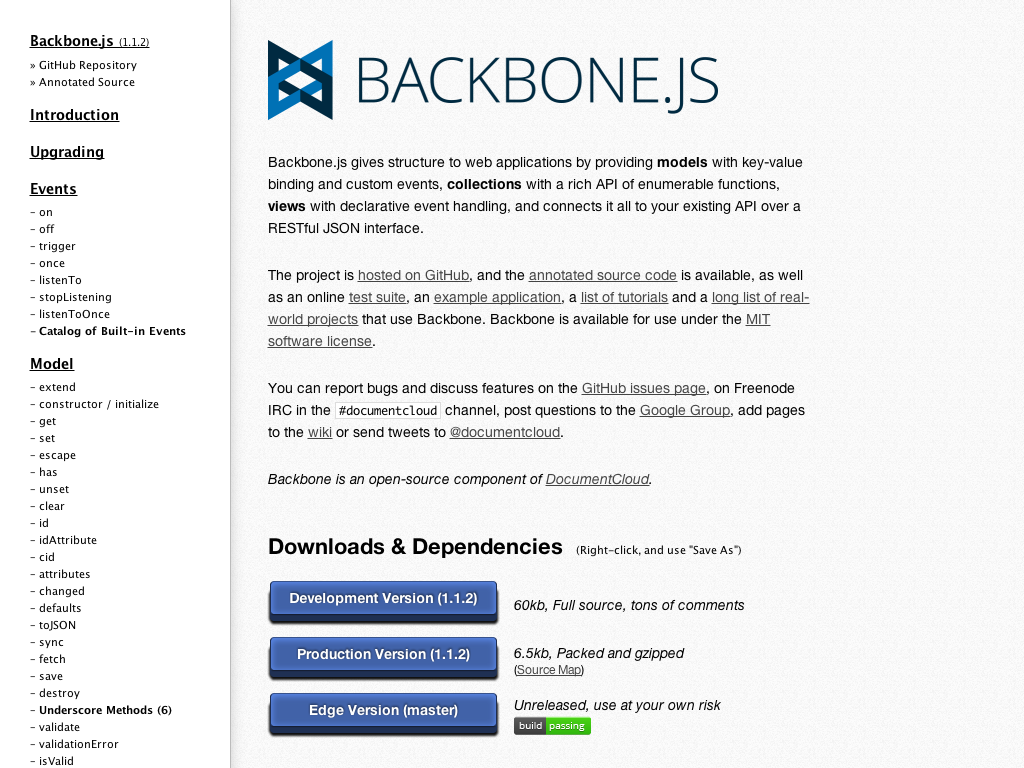 Backbone.js (1.1.2)
» GitHub Repository
» Annotated Source
Introduction
Upgrading
Events
– on
– off
– trigger
– once
– listenTo
– stopListening
– listenToOnce
– Catalog of Built-in Events
Model
– extend
– constructor / initialize
– get
– set
– escape
– has
– unset
– clear
– id
– idAttribute
– cid
– attributes
– changed
– defaults
– toJSON
– sync
– fetch
– save
– destroy
– Underscore Methods (6)
– validate
– validationError
– isValid
BACKBONE.JS
Backbone.js gives structure to web applications by providing models with key-value
binding and custom events, collections with a rich API of enumerable functions,
views with declarative event handling, and connects it all to your existing API over a
RESTful JSON interface.
The project is hosted on GitHub, and the annotated source code is available, as well
as an online test suite, an example application, a list of tutorials and a long list of real-
world projects that use Backbone. Backbone is available for use under the MIT
software license.
You can report bugs and discuss features on the GitHub issues page, on Freenode
IRC in the #documentcloud channel, post questions to the Google Group, add pages
to the wiki or send tweets to @documentcloud.
Backbone is an open-source component of DocumentCloud.
Downloads & Dependencies (Right-click, and use "Save As")
Development Version (1.1.2) 60kb, Full source, tons of comments
Production Version (1.1.2) 6.5kb, Packed and gzipped
(Source Map)
Edge Version (master) Unreleased, use at your own risk
build passing